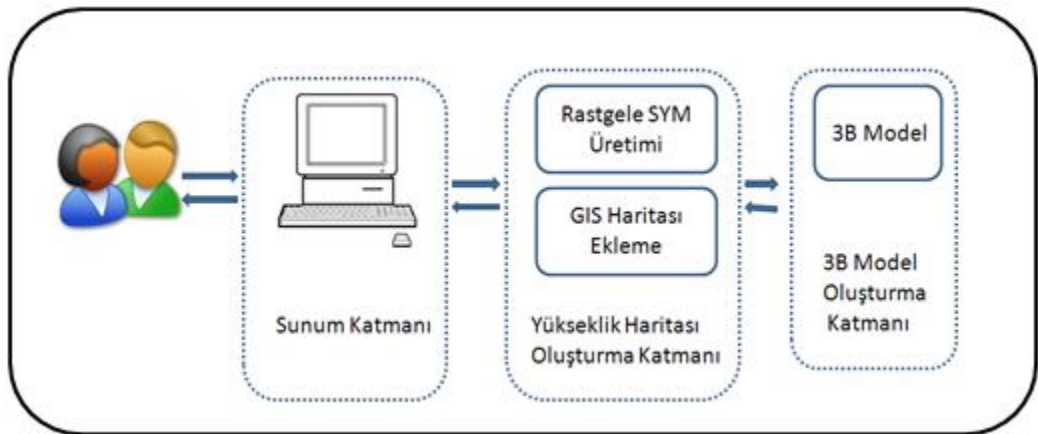 Sunum Katmanı
Rastgele SYM
Üretimi
GIS Haritası
Ekleme
Yükseklik Haritası
Oluşturma Katmanı
3B Model
3B Model
Oluşturma
Katmanı